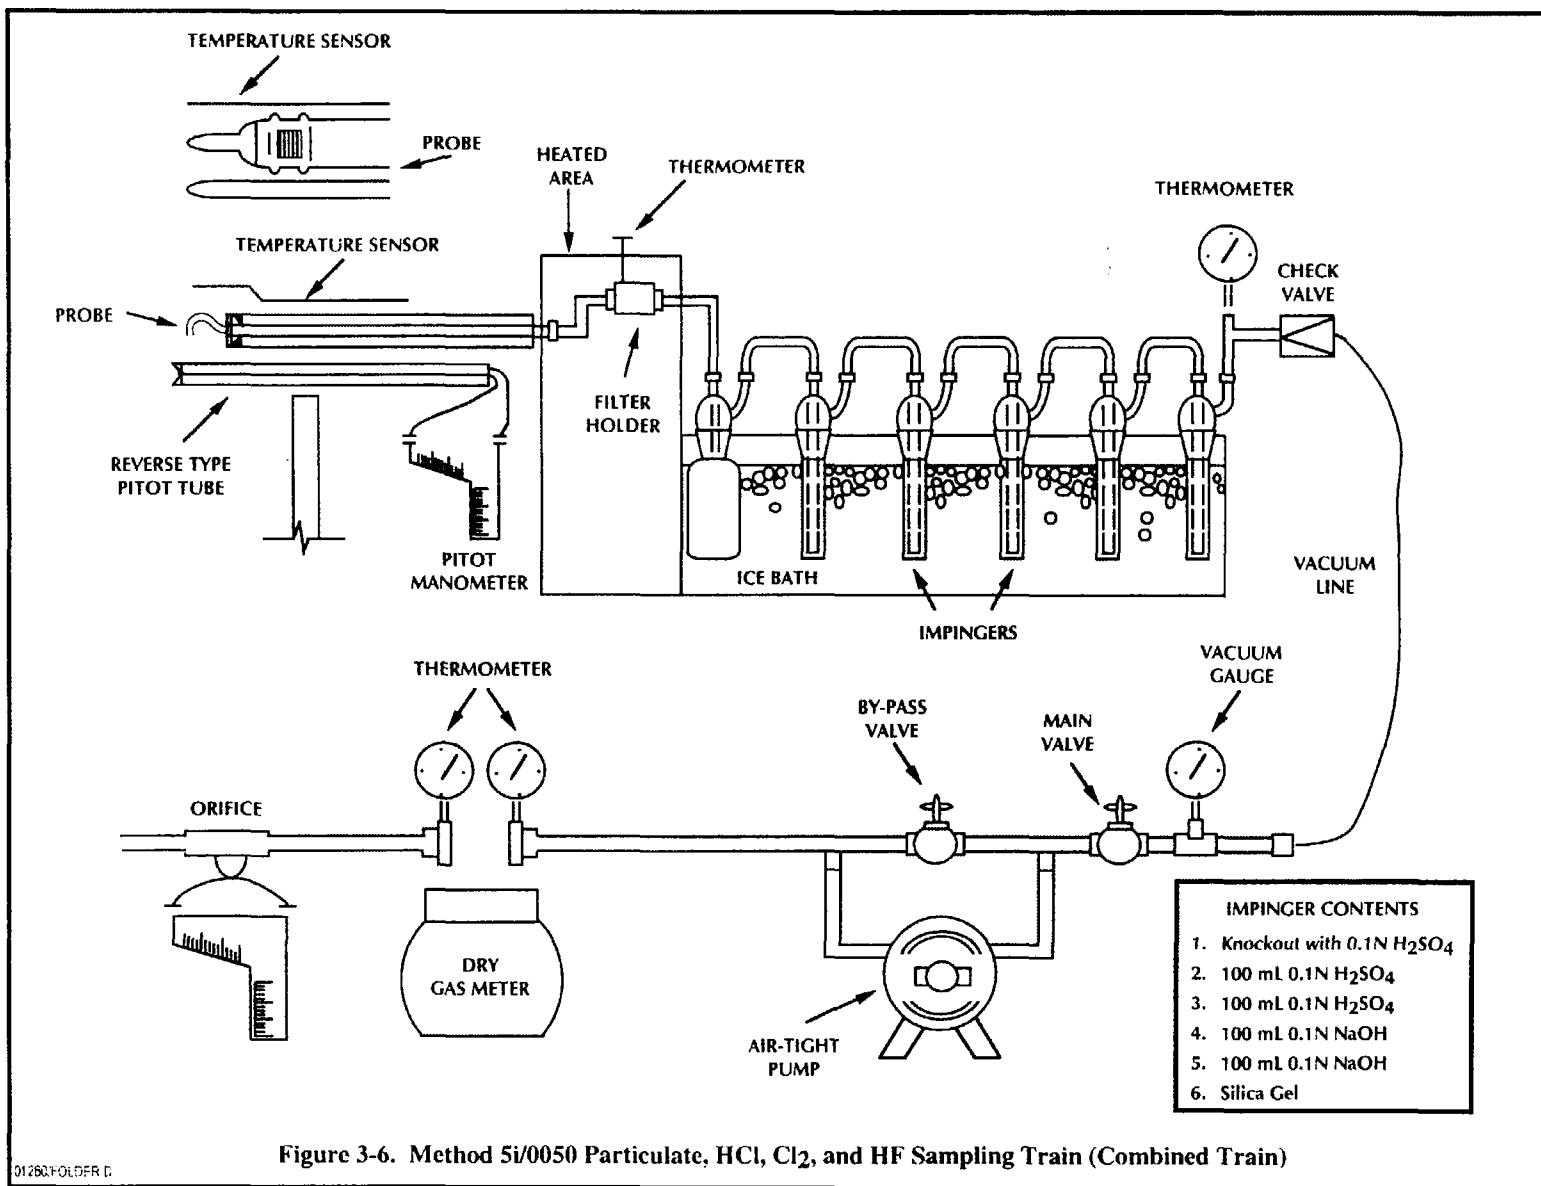 TEMPERATURE SENSOR
PROBE
HEATED
AREA
THERMOMETER
THERMOMETER
TEMPERATURE SENSOR
CHECK
VALVE
PROBE
FILTER
HOLDER
REVERSE TYPE
PITOT TUBE
PITOT
MANOMETER
ICE BATH
VACUUM
LINE
IMPINGERS
THERMOMETER
VACUUM
GAUGE
BY-PASS
VALVE
MAIN
VALVE
ORIFICE
DRY
GAS METER
AIR-TIGHT
PUMP
IMPINGER CONTENTS
1. Knockout with 0.1N H2SO4
2. 100 mL 0.1N H2SO4
3. 100 mL 0.1N H2SO4
4. 100 mL 0.1N NaOH
5. 100 mL 0.1N NaOH
6. Silica Gel
Figure 3-6. Method 5i/0050 Particulate, HCl, Cl2, and HF Sampling Train (Combined Train)